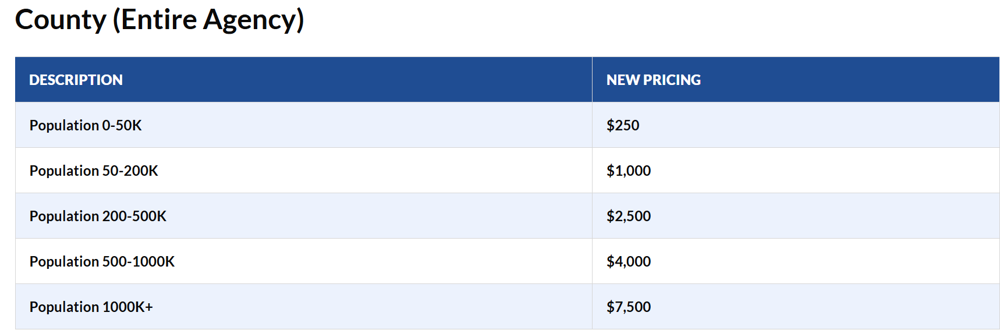 County (Entire Agency)
DESCRIPTION NEW PRICING
Population 0-50K $250
Population 50-200K $1,000
Population 200-500K $2,500
Population 500-1000K $4,000
Population 1000K+ $7,500